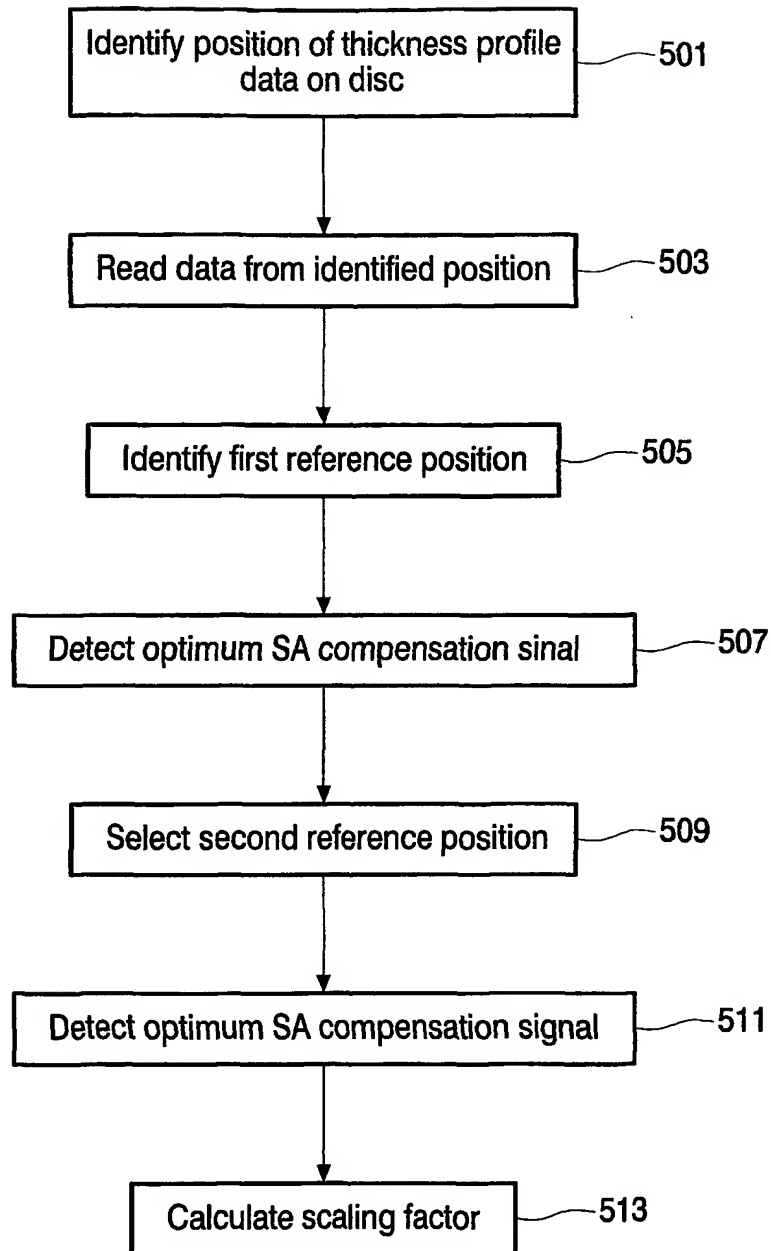 Identify position of thickness profile
data on disc
501
Read data from identified position
503
Identify first reference position
505
Detect optimum SA compensation sinal
507
Select second reference position
509
Detect optimum SA compensation signal
511
Calculate scaling factor
513